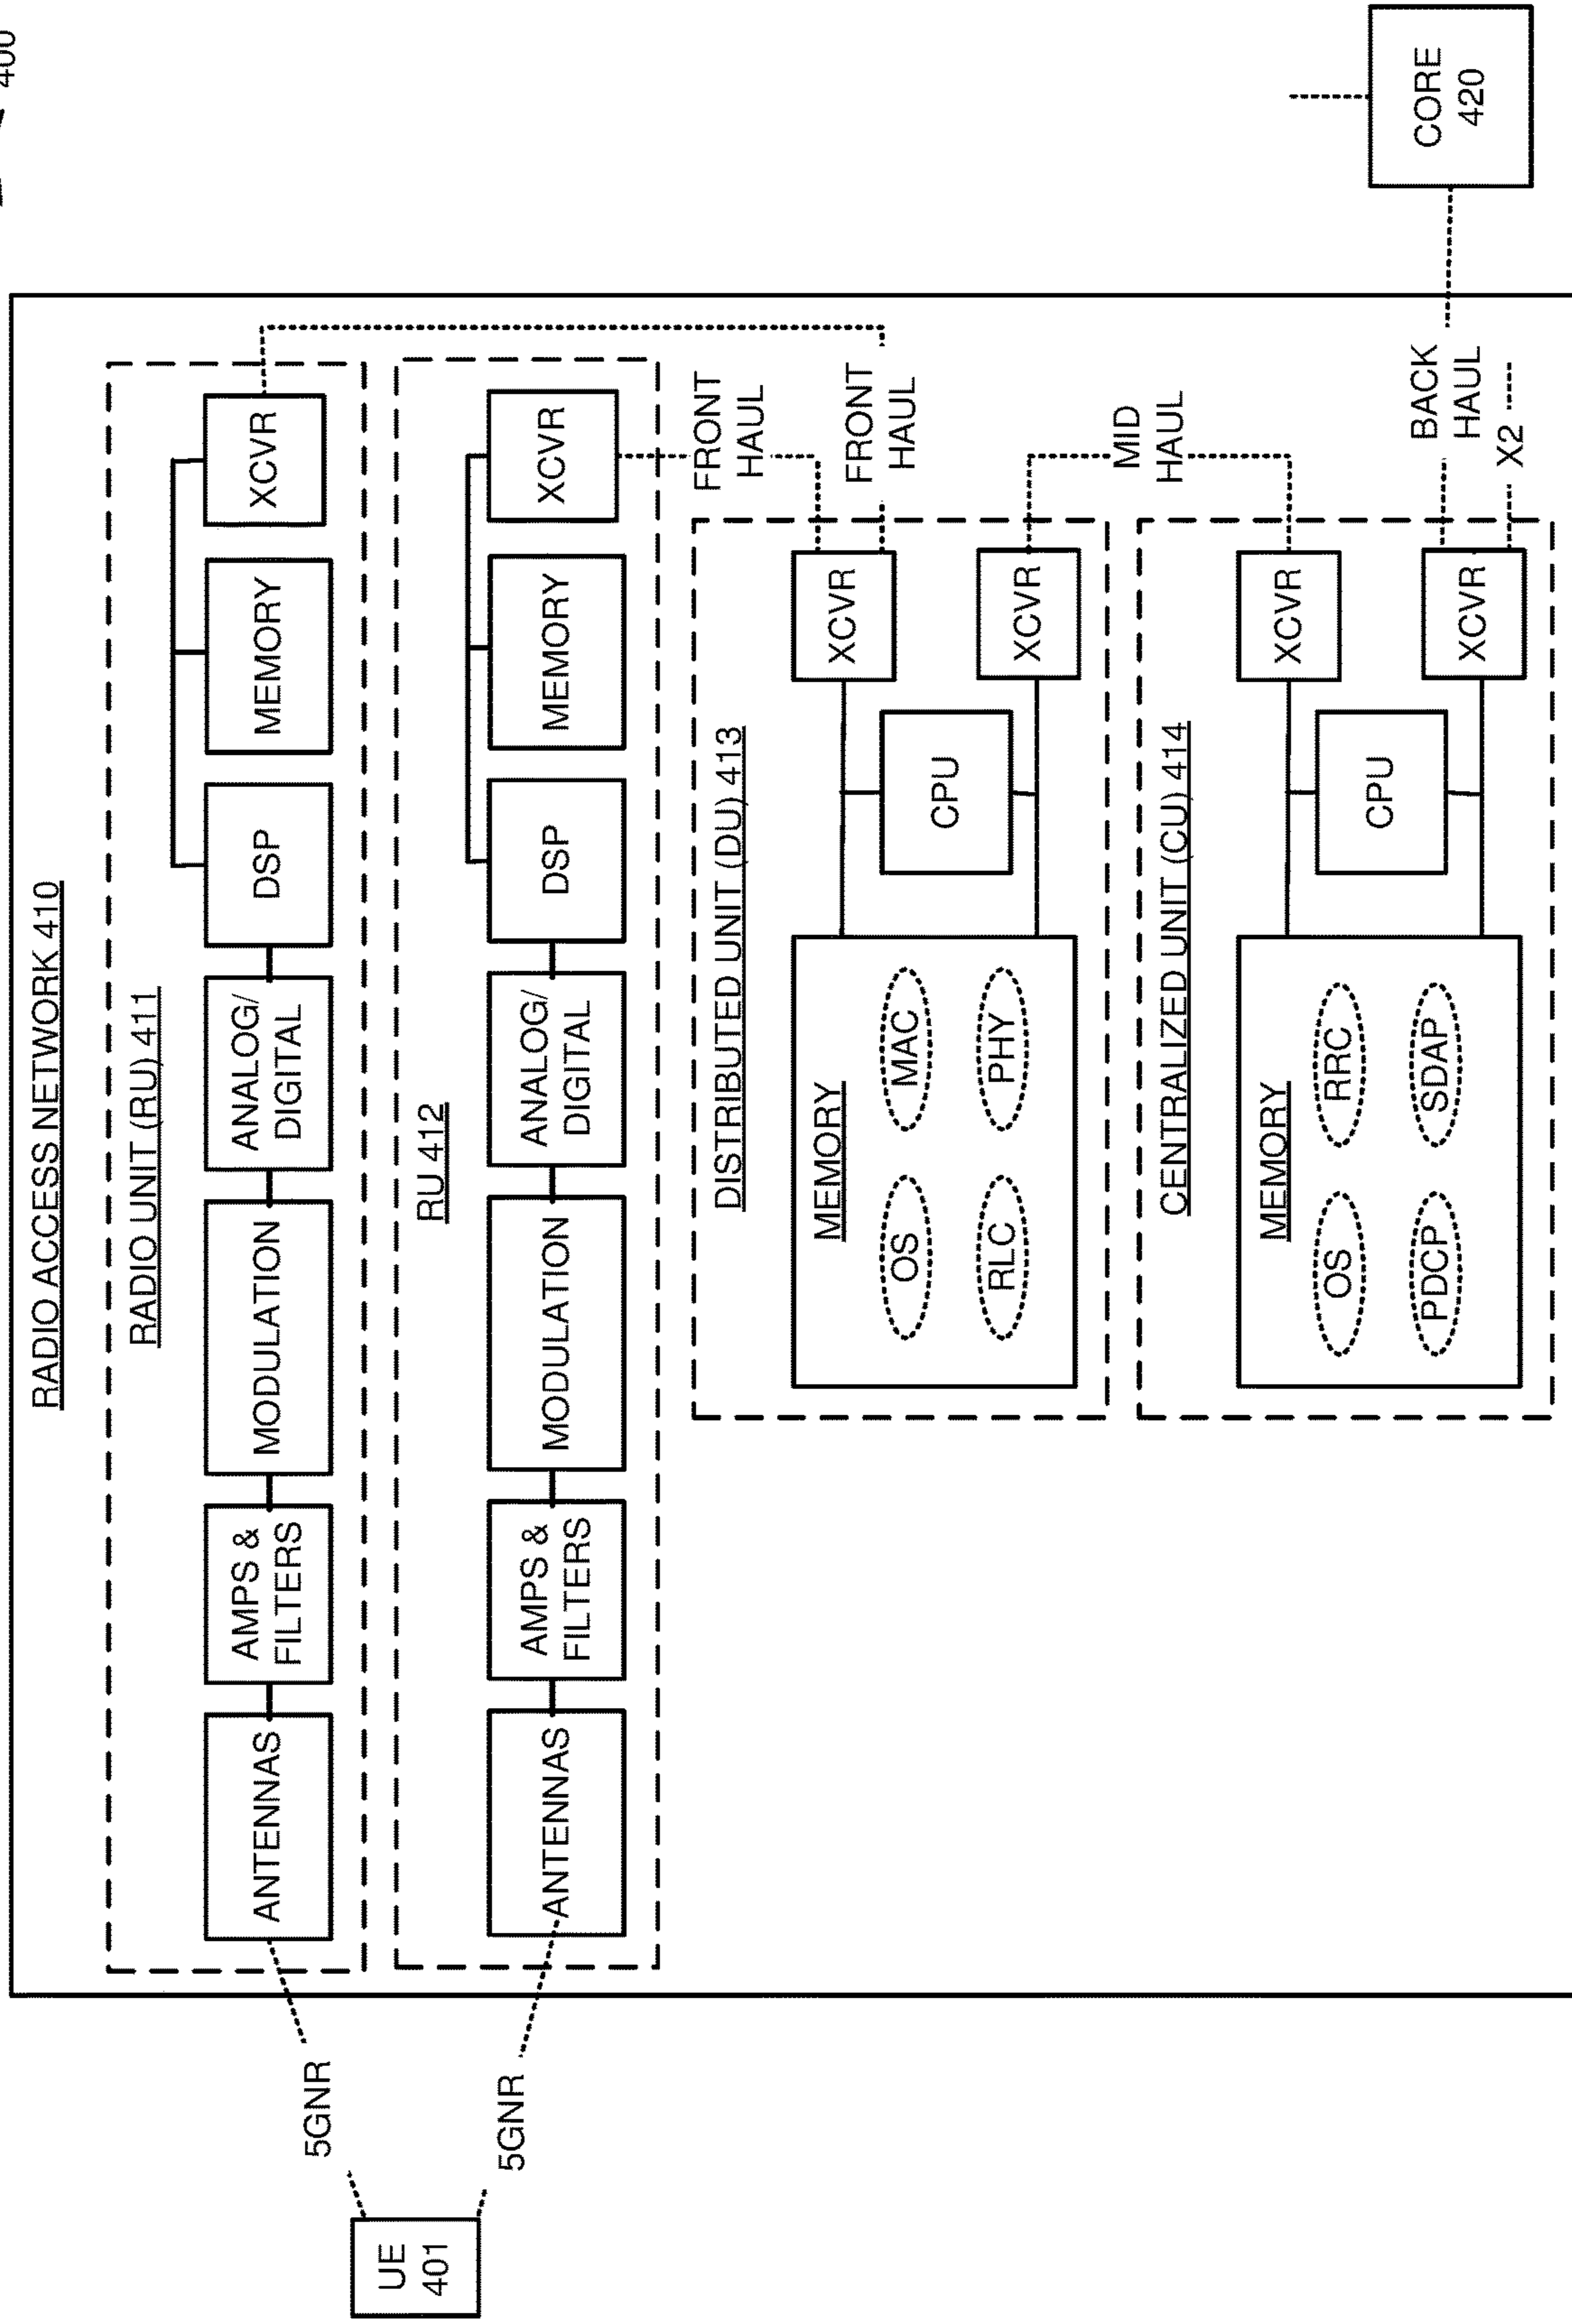 400
RADIO ACCESS NETWORK 410
RADIO UNIT (RU) 411
ANTENNAS
AMPS &
FILTERS
MODULATION
ANALOG/
DIGITAL
DSP
MEMORY
XCVR
5GNR
UE
401
5GNR
RU 412
ANTENNAS
AMPS &
FILTERS
MODULATION
ANALOG/
DIGITAL
DSP
MEMORY
XCVR
FRONT
HAUL
FRONT
HAUL
DISTRIBUTED UNIT (DU) 413
MEMORY
OS
MAC
RLC
PHY
CPU
XCVR
XCVR
MID
HAUL
CENTRALIZED UNIT (CU) 414
MEMORY
OS
RRC
PDCP
SDAP
CPU
XCVR
XCVR
BACK
HAUL
X2
CORE
420